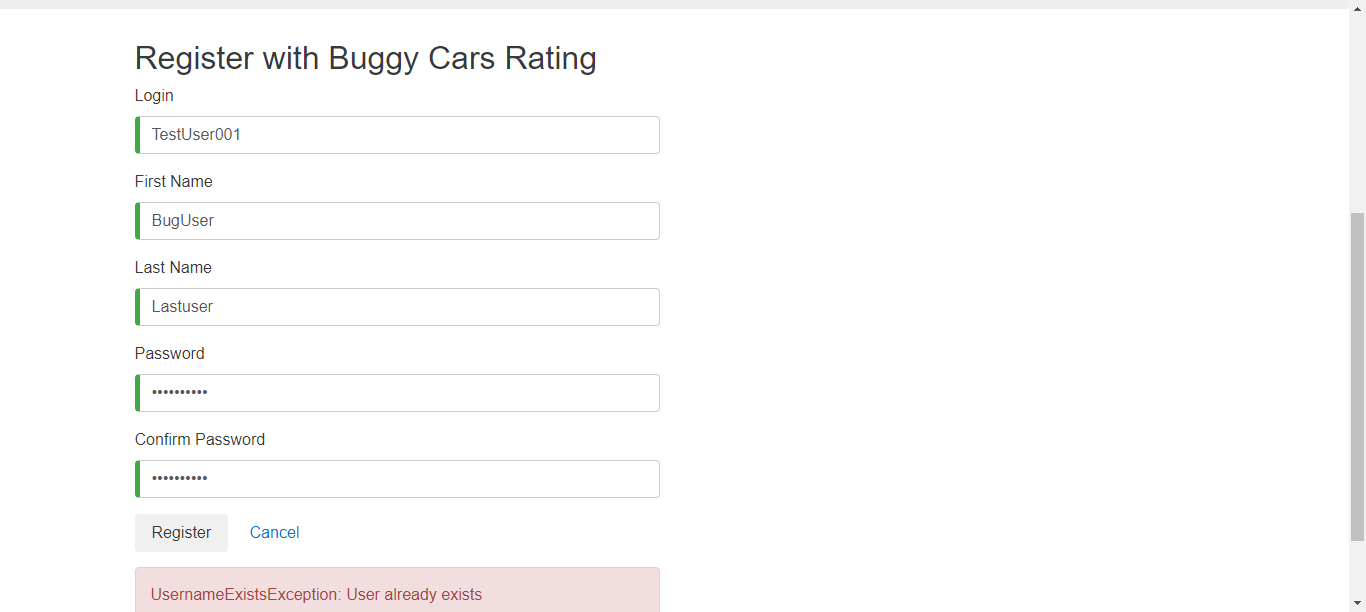 Register with Buggy Cars Rating
Login
TestUser001
First Name
BugUser
Last Name
Lastuser
Password
••••••••••
Confirm Password
••••••••••
Register Cancel
UsernameExistsException: User already exists